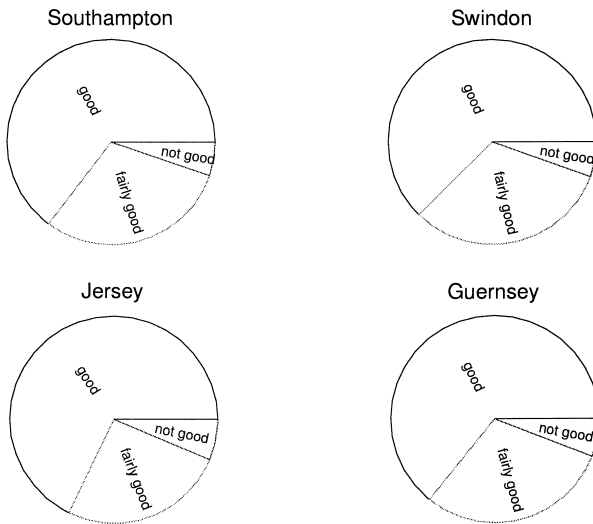 Southampton
good
not good
fairly good
Swindon
good
not good
fairly good
Jersey
good
not good
fairly good
Guernsey
good
not good
fairly good